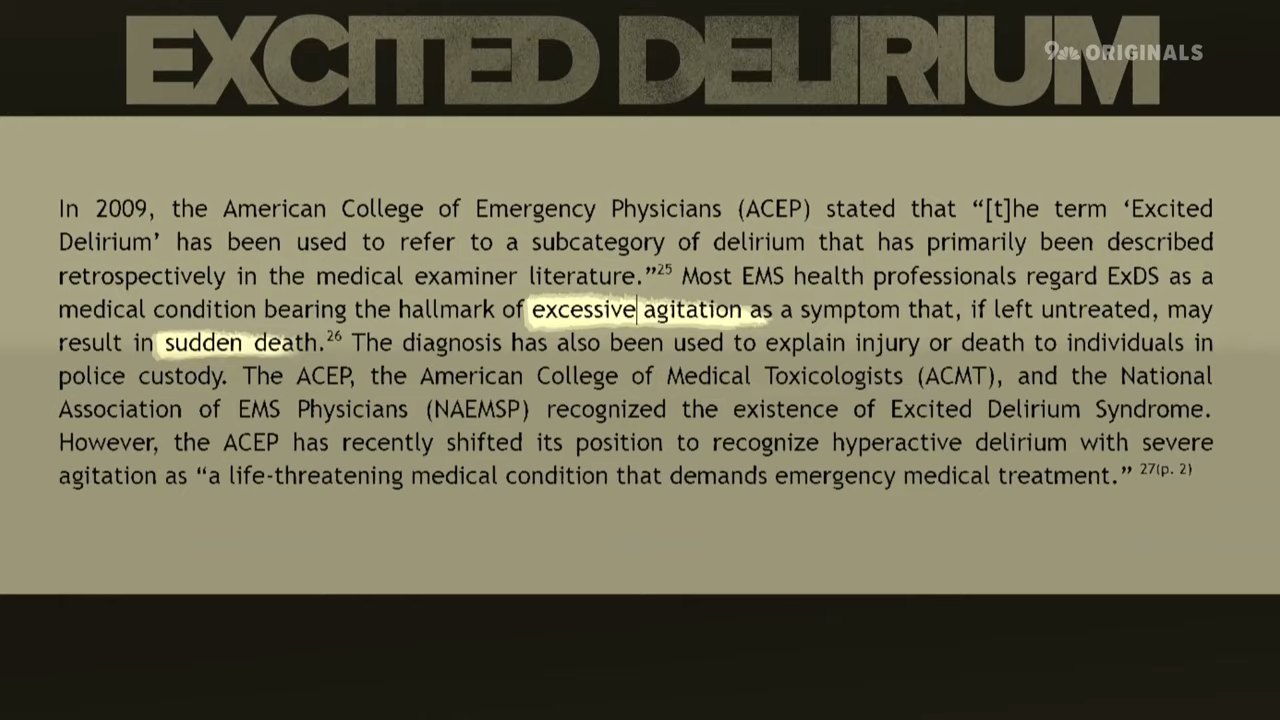 EXCITED DELIRIUM
9 ORIGINALS
In 2009, the American College of Emergency Physicians (ACEP) stated that “[t]he term ‘Excited
Delirium’ has been used to refer to a subcategory of delirium that has primarily been described
retrospectively in the medical examiner literature.”25 Most EMS health professionals regard ExDS as a
medical condition bearing the hallmark of excessive agitation as a symptom that, if left untreated, may
result in sudden death.26 The diagnosis has also been used to explain injury or death to individuals in
police custody. The ACEP, the American College of Medical Toxicologists (ACMT), and the National
Association of EMS Physicians (NAEMSP) recognized the existence of Excited Delirium Syndrome.
However, the ACEP has recently shifted its position to recognize hyperactive delirium with severe
agitation as “a life-threatening medical condition that demands emergency medical treatment.” 27(p. 2)